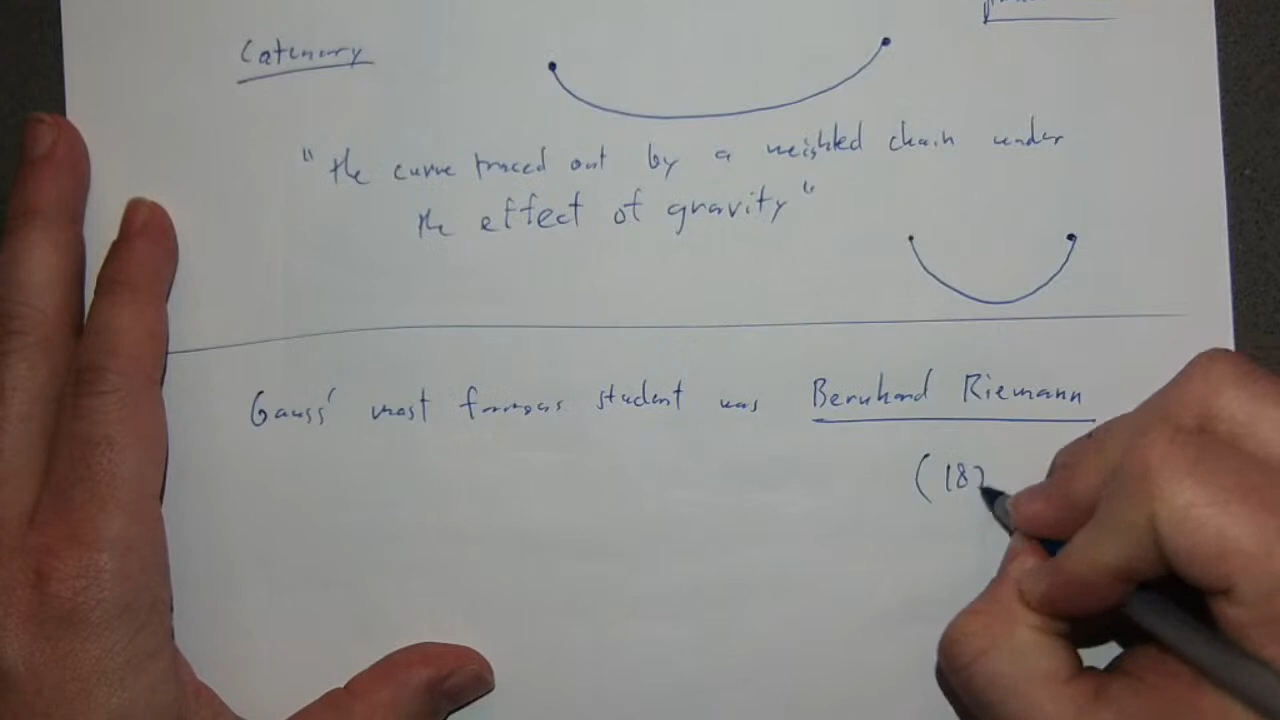 Catenary
"the curve traced out by a weighted chain under
the effect of gravity"
Gauss' most famous student was Bernhard Riemann
(182